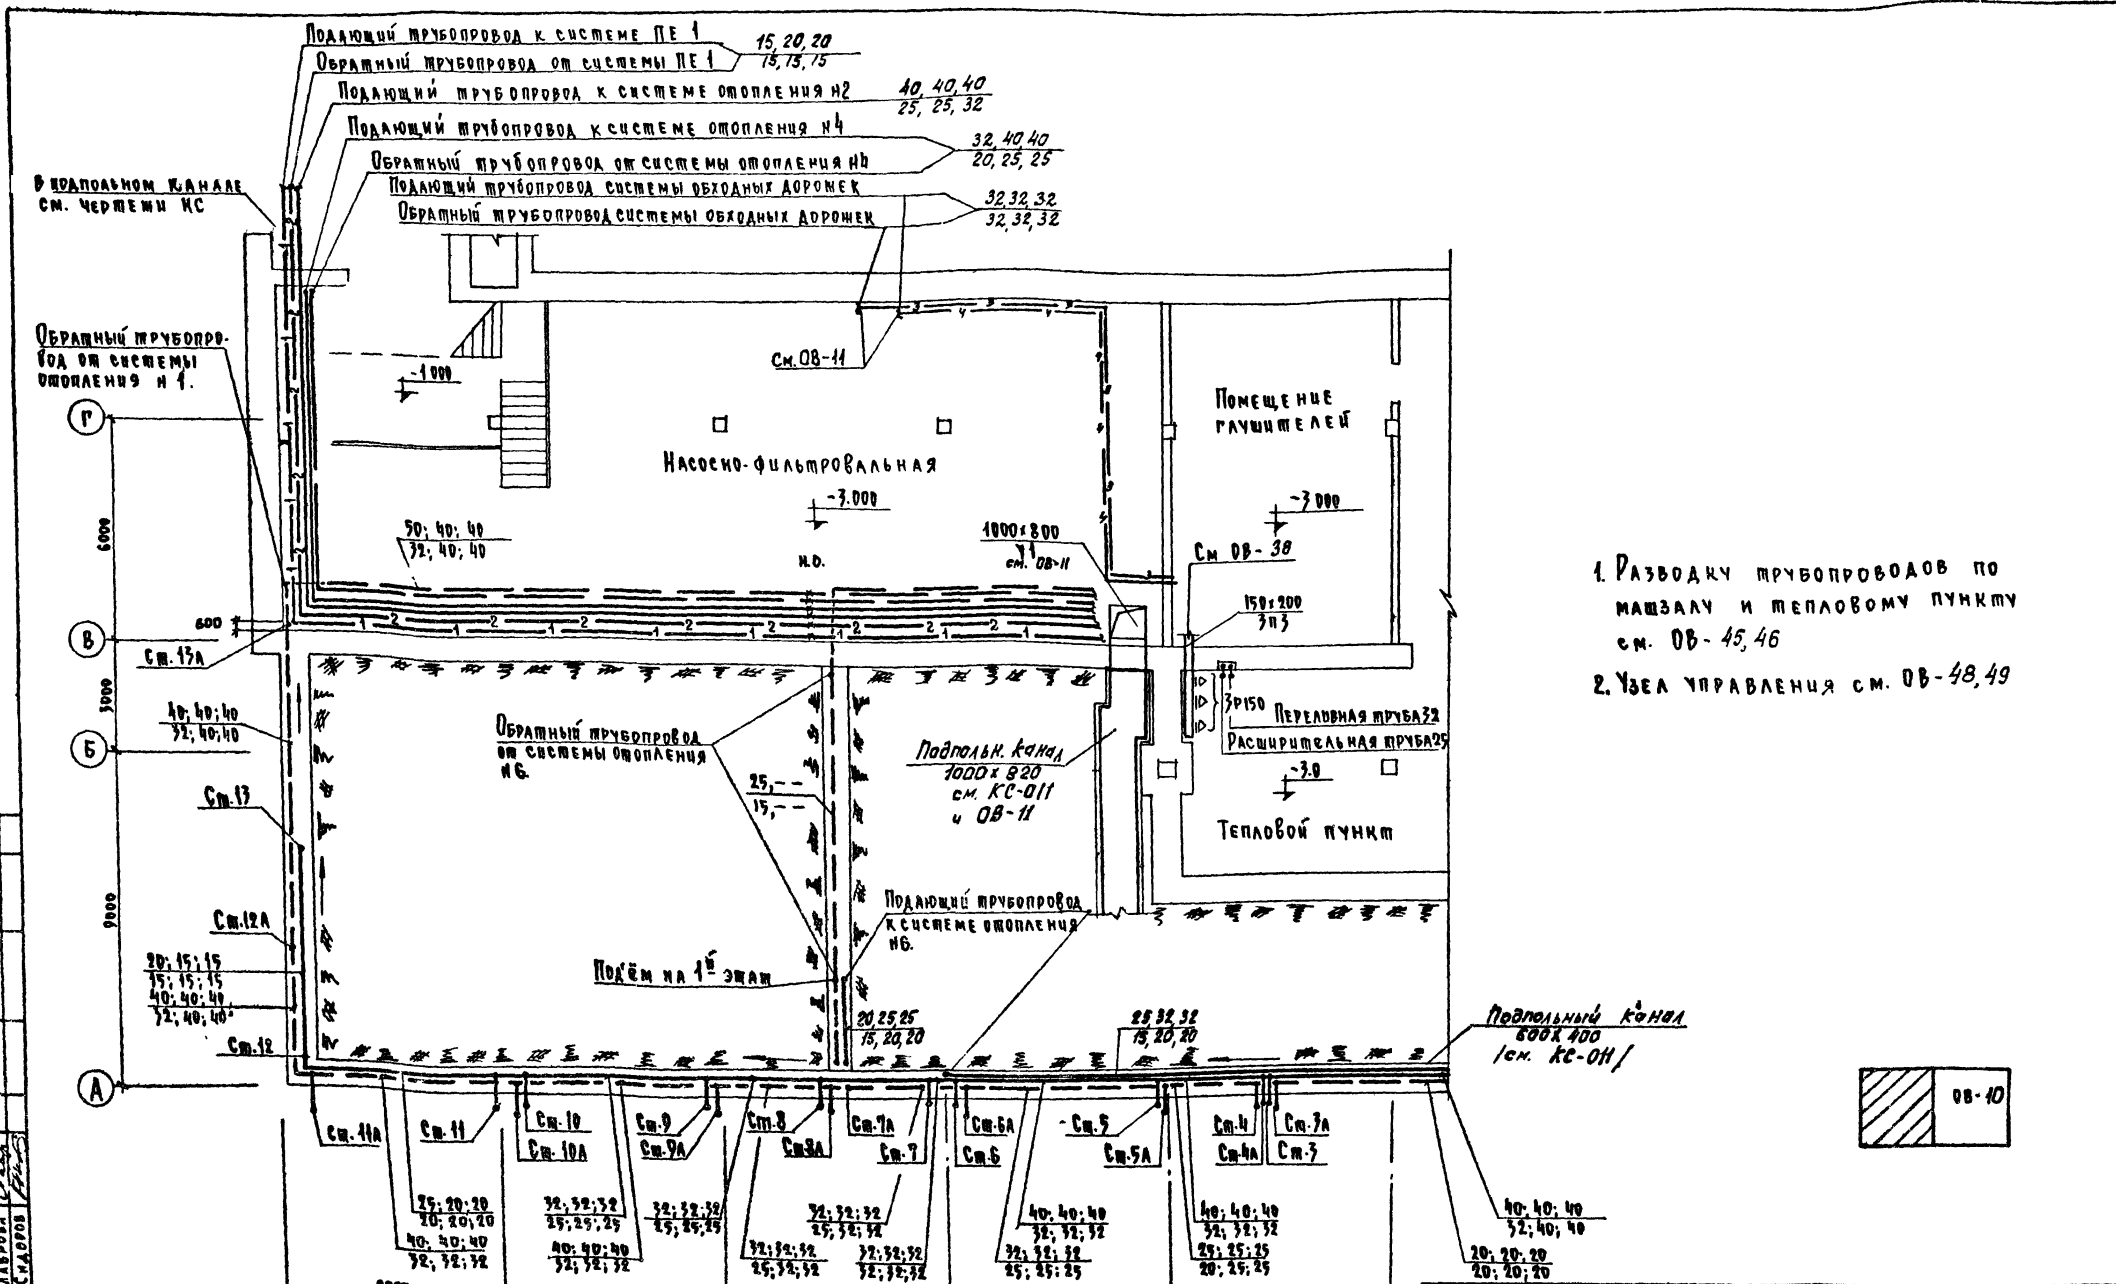 Подающий трубопровод к системе ПЕ 1
15, 20, 20
Обратный трубопровод от системы ПЕ 1
15, 15, 15
Подающий трубопровод к системе отопления н2
40, 40, 40
25, 25, 32
Подающий трубопровод к системе отопления н4
32, 40, 40
20, 25, 25
Обратный трубопровод от системы отопления н4
Подающий трубопровод системы обходных дорожек
32, 32, 32
32, 32, 32
Обратный трубопровод системы обходных дорожек
В подпольном канале
см. чертежи КС
Обратный трубопро-
вод от системы
отопления н 1.
См. ОВ-11
-1 000
Помещение
глушителей
Г
Насосно-фильтровальная
-3.000
-3 000
6000
50; 40; 40
32; 40; 40
н.о.
1000х800
У1
см. ОВ-11
См ОВ-38
150х200
3п3
1. Разводку трубопроводов по
машзалу и тепловому пункту
см. ОВ-45,46
2. Узел управления см. ОВ-48,49
600
В
Ст.13А
3000
40; 40; 40
32; 40; 40
Б
Обратный трубопровод
от системы отопления
н6.
25, - -
15, - -
Подпольн. канал
1000 х 820
см. КС-011
и ОВ-11
3Р150
Переливная труба 32
Расширительная труба 25
-3.0
Тепловой пункт
Ст.13
9000
Ст.12А
20; 15; 15
15; 15; 15
40; 40; 40
32; 40; 40
Подающий трубопровод
к системе отопления
н6.
Под'ём на 1й этаж
20, 25, 25
15, 20, 20
25, 32, 32
15, 20, 20
Подпольный канал
600х400
/см. КС-011/
Ст.12
А
Ст.11А
Ст.11
Ст.10
Ст.10А
Ст.9
Ст.9А
Ст.8
Ст.8А
Ст.7А
Ст.7
Ст.6А
Ст.6
Ст.5
Ст.5А
Ст.4
Ст.4А
Ст.3А
Ст.3
ОВ-10
25; 20; 20
20; 20; 20
40; 40; 40
32; 32; 32
32; 32; 32
25; 25; 25
40; 40; 40
32; 32; 32
32; 32; 32
25; 25; 25
32; 32; 32
25; 32; 32
32; 32; 32
25; 32; 32
32; 32; 32
32; 32; 32
40; 40; 40
32; 32; 32
32; 32; 32
25; 25; 25
40; 40; 40
32; 32; 32
25; 25; 25
20; 25; 25
40; 40; 40
32; 40; 40
20; 20; 20
20; 20; 20